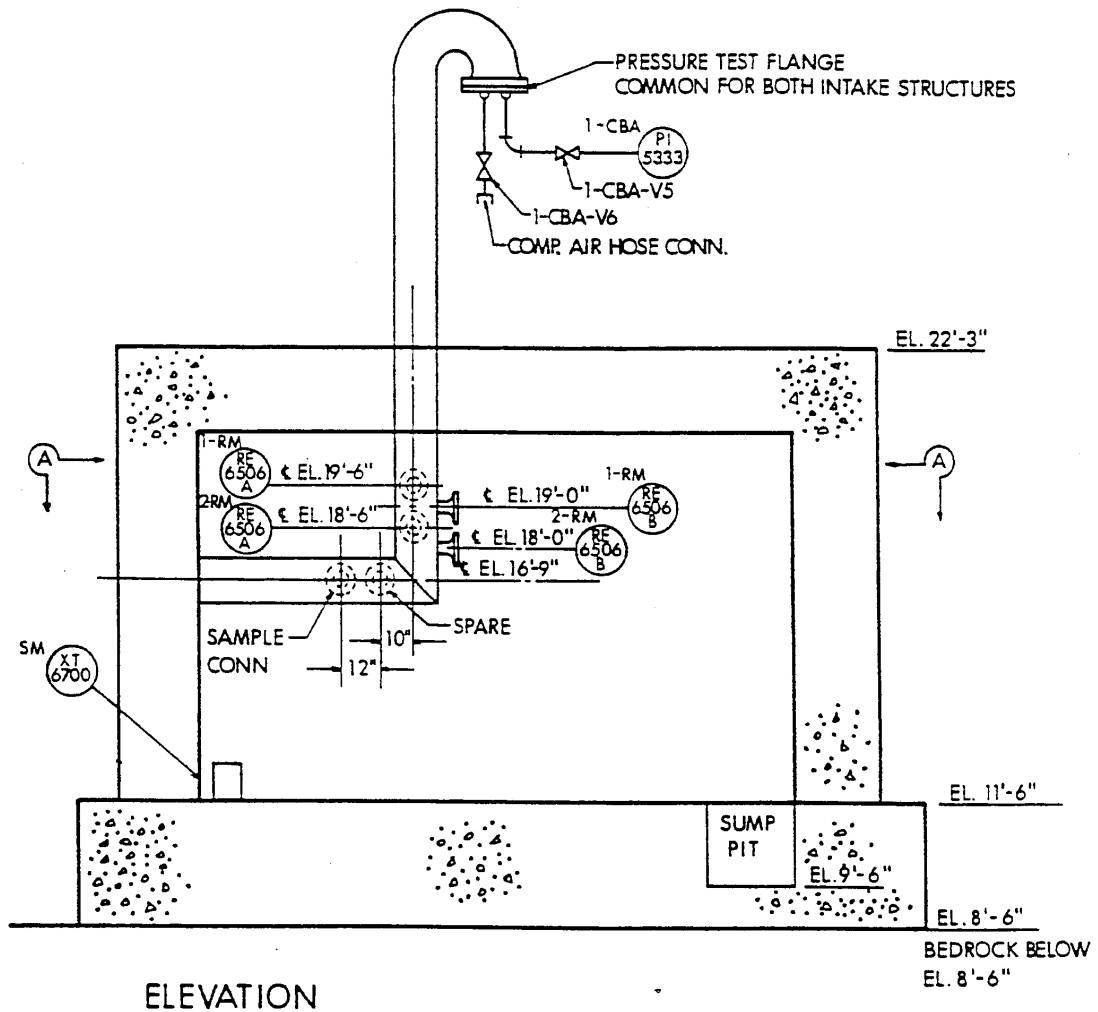 PRESSURE TEST FLANGE
COMMON FOR BOTH INTAKE STRUCTURES
1-CBA
PI
5333
1-CBA-V5
1-CBA-V6
COMP. AIR HOSE CONN.
EL. 22'-3"
A
A
1-RM
RE
6506
A
℄ EL.19'-6"
1-RM
℄ EL.19'-0"
RE
6506
B
2-RM
RE
6506
A
℄ EL.18'-6"
2-RM
℄ EL.18'-0"
RE
6506
B
℄ EL.16'-9"
SAMPLE
CONN
SPARE
10"
12"
SM
XT
6700
EL. 11'-6"
SUMP
PIT
EL.9'-6"
EL.8'-6"
BEDROCK BELOW
EL. 8'-6"
ELEVATION